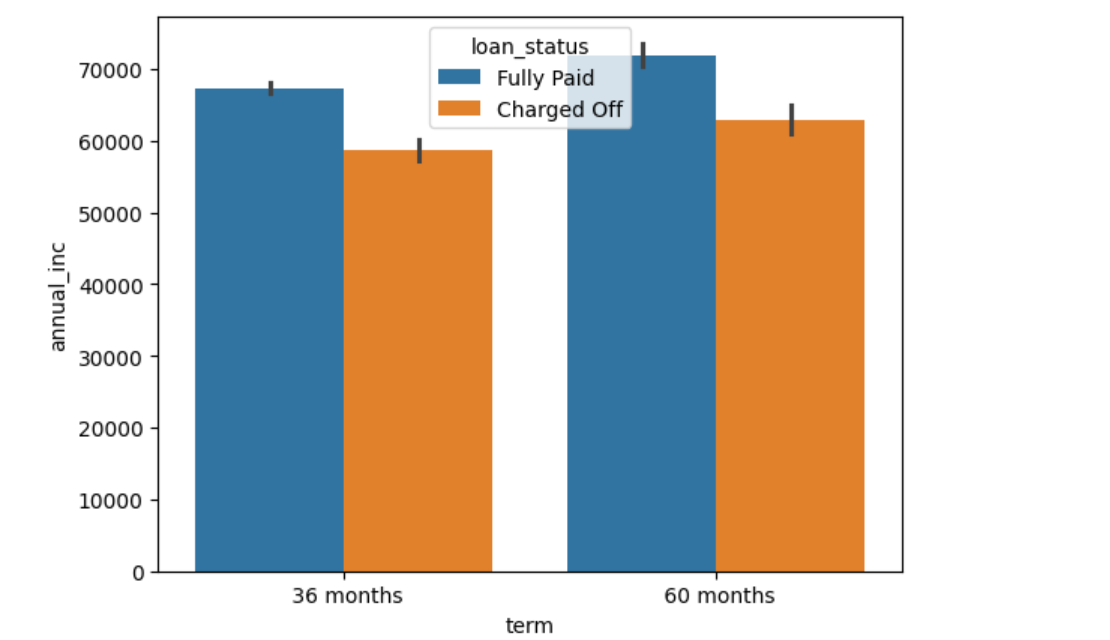 loan_status
Fully Paid
Charged Off
70000
60000
50000
40000
30000
20000
10000
0
annual_inc
36 months
60 months
term